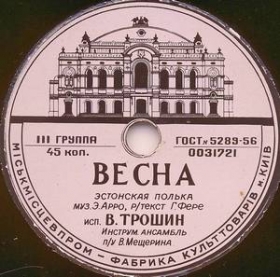 III ГРУППА
45 коп.
ГОСТ № 5289-56
0031721
ВЕСНА
ЭСТОНСКАЯ ПОЛЬКА
МУЗ. Э. Арро, Р/ТЕКСТ Г. Фере
исп. В. ТРОШИН
Инструм. ансамбль
п/у В. Мещерина
МІСЬКМІСЦЕВПРОМ – ФАБРИКА КУЛЬТТОВАРІВ м. КИЇВ